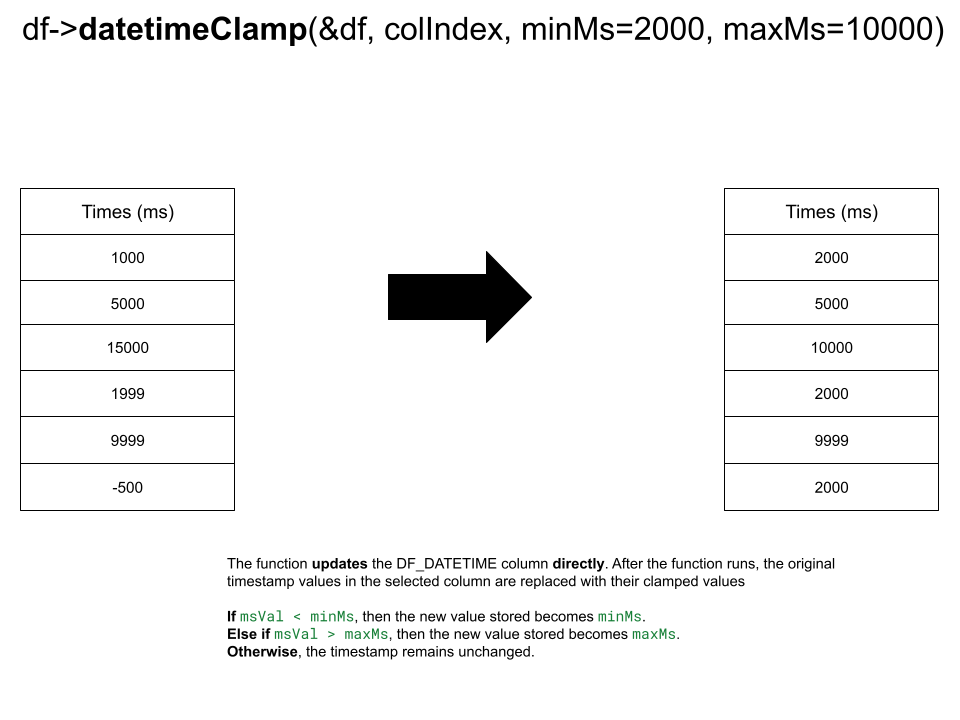 df->datetimeClamp(&df, colIndex, minMs=2000, maxMs=10000)
Times (ms)
1000
5000
15000
1999
9999
-500
Times (ms)
2000
5000
10000
2000
9999
2000
The function updates the DF_DATETIME column directly. After the function runs, the original
timestamp values in the selected column are replaced with their clamped values
If msVal < minMs, then the new value stored becomes minMs.
Else if msVal > maxMs, then the new value stored becomes maxMs.
Otherwise, the timestamp remains unchanged.